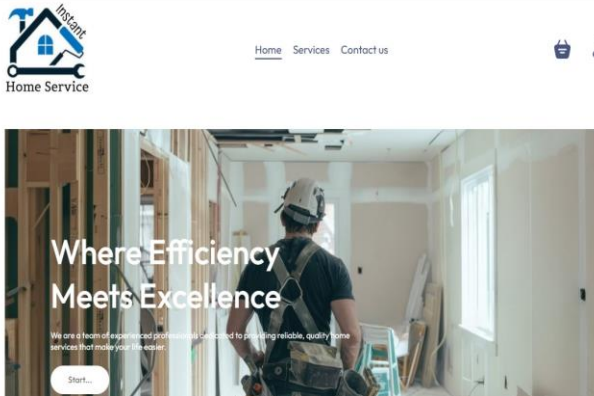 Instant
Home Service
Home Services Contact us
Where Efficiency
Meets Excellence
We are a team of experienced professionals dedicated to providing reliable, quality home
services that make your life easier.
Start...